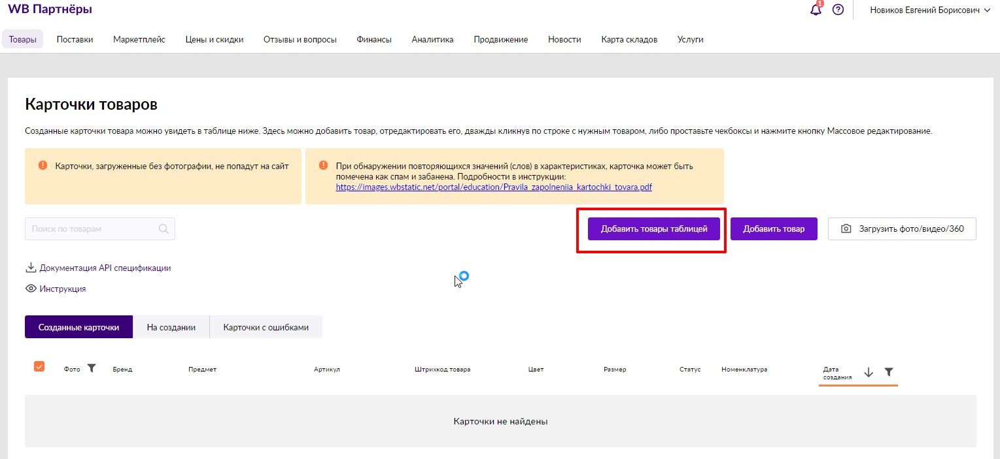 WB Партнёры
1
Новиков Евгений Борисович
Товары Поставки Маркетплейс Цены и скидки Отзывы и вопросы Финансы Аналитика Продвижение Новости Карта складов Услуги
Карточки товаров
Созданные карточки товара можно увидеть в таблице ниже. Здесь можно добавить товар, отредактировать его, дважды кликнув по строке с нужным товаром, либо проставьте чекбоксы и нажмите кнопку Массовое редактирование.
Карточки, загруженные без фотографии, не попадут на сайт
При обнаружении повторяющихся значений (слов) в характеристиках, карточка может быть
помечена как спам и забанена. Подробности в инструкции:
https://images.wbstatic.net/portal/education/Pravila_zapolneniia_kartochki_tovara.pdf
Поиск по товарам
Добавить товары таблицей Добавить товар Загрузить фото/видео/360
Документация API спецификации
Инструкция
Созданные карточки На создании Карточки с ошибками
Фото Бренд Предмет Артикул Штрихкод товара Цвет Размер Статус Номенклатура Дата
создания
Карточки не найдены